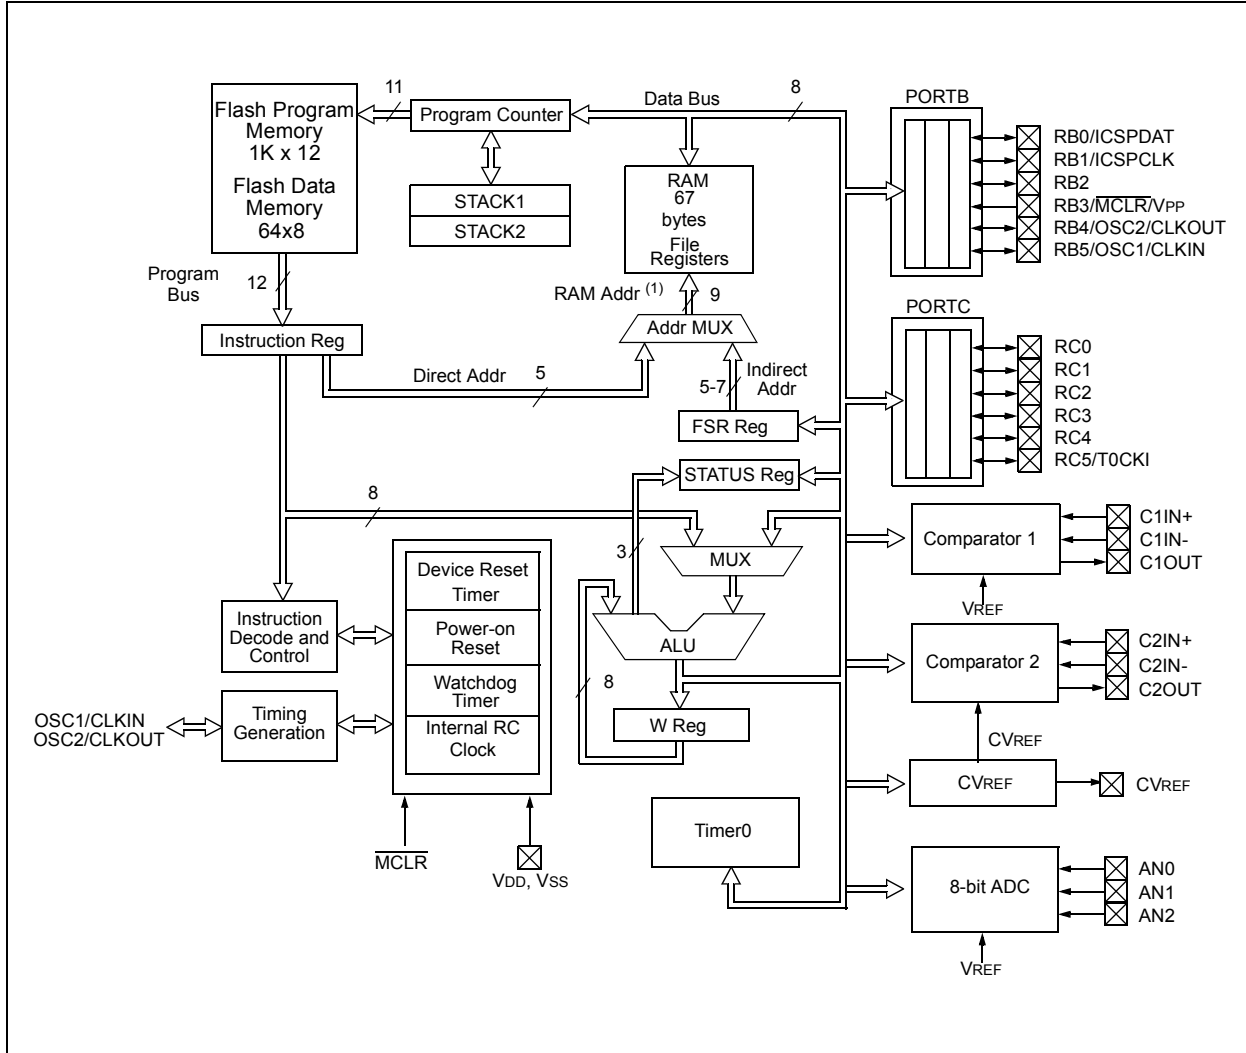 Flash Program
Memory
1K x 12
Flash Data
Memory
64x8
11
Program Counter
Data Bus
8
STACK1
STACK2
RAM
67
bytes
File
Registers
PORTB
RB0/ICSPDAT
RB1/ICSPCLK
RB2
RB3/MCLR/VPP
RB4/OSC2/CLKOUT
RB5/OSC1/CLKIN
Program
Bus
12
RAM Addr (1)
9
Addr MUX
Instruction Reg
Direct Addr
5
5-7
Indirect
Addr
FSR Reg
PORTC
RC0
RC1
RC2
RC3
RC4
RC5/T0CKI
STATUS Reg
8
3
MUX
ALU
8
W Reg
Device Reset
Timer
Power-on
Reset
Watchdog
Timer
Internal RC
Clock
Instruction
Decode and
Control
Timing
Generation
OSC1/CLKIN
OSC2/CLKOUT
MCLR
VDD, VSS
Timer0
Comparator 1
C1IN+
C1IN-
C1OUT
VREF
Comparator 2
C2IN+
C2IN-
C2OUT
CVREF
CVREF
CVREF
8-bit ADC
AN0
AN1
AN2
VREF